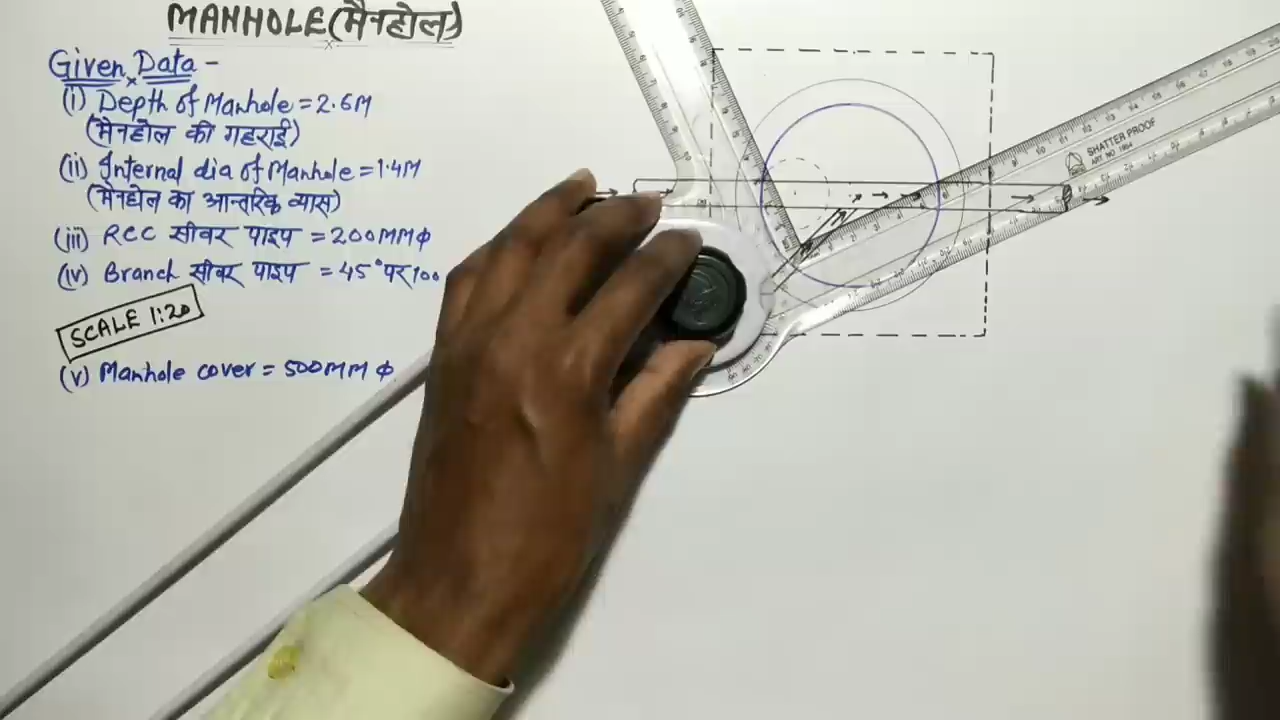 MANHOLE(मैनहोल)
Given Data -
(i) Depth of Manhole = 2.6M
(मैनहोल की गहराई)
(ii) Internal dia of Manhole = 1.4M
(मैनहोल का आन्तरिक व्यास)
(iii) RCC सीवर पाइप = 200MMΦ
(iv) Branch सीवर पाइप = 45° पर 100
SCALE 1:20
(v) Manhole cover = 500MM Φ
SHATTER PROOF